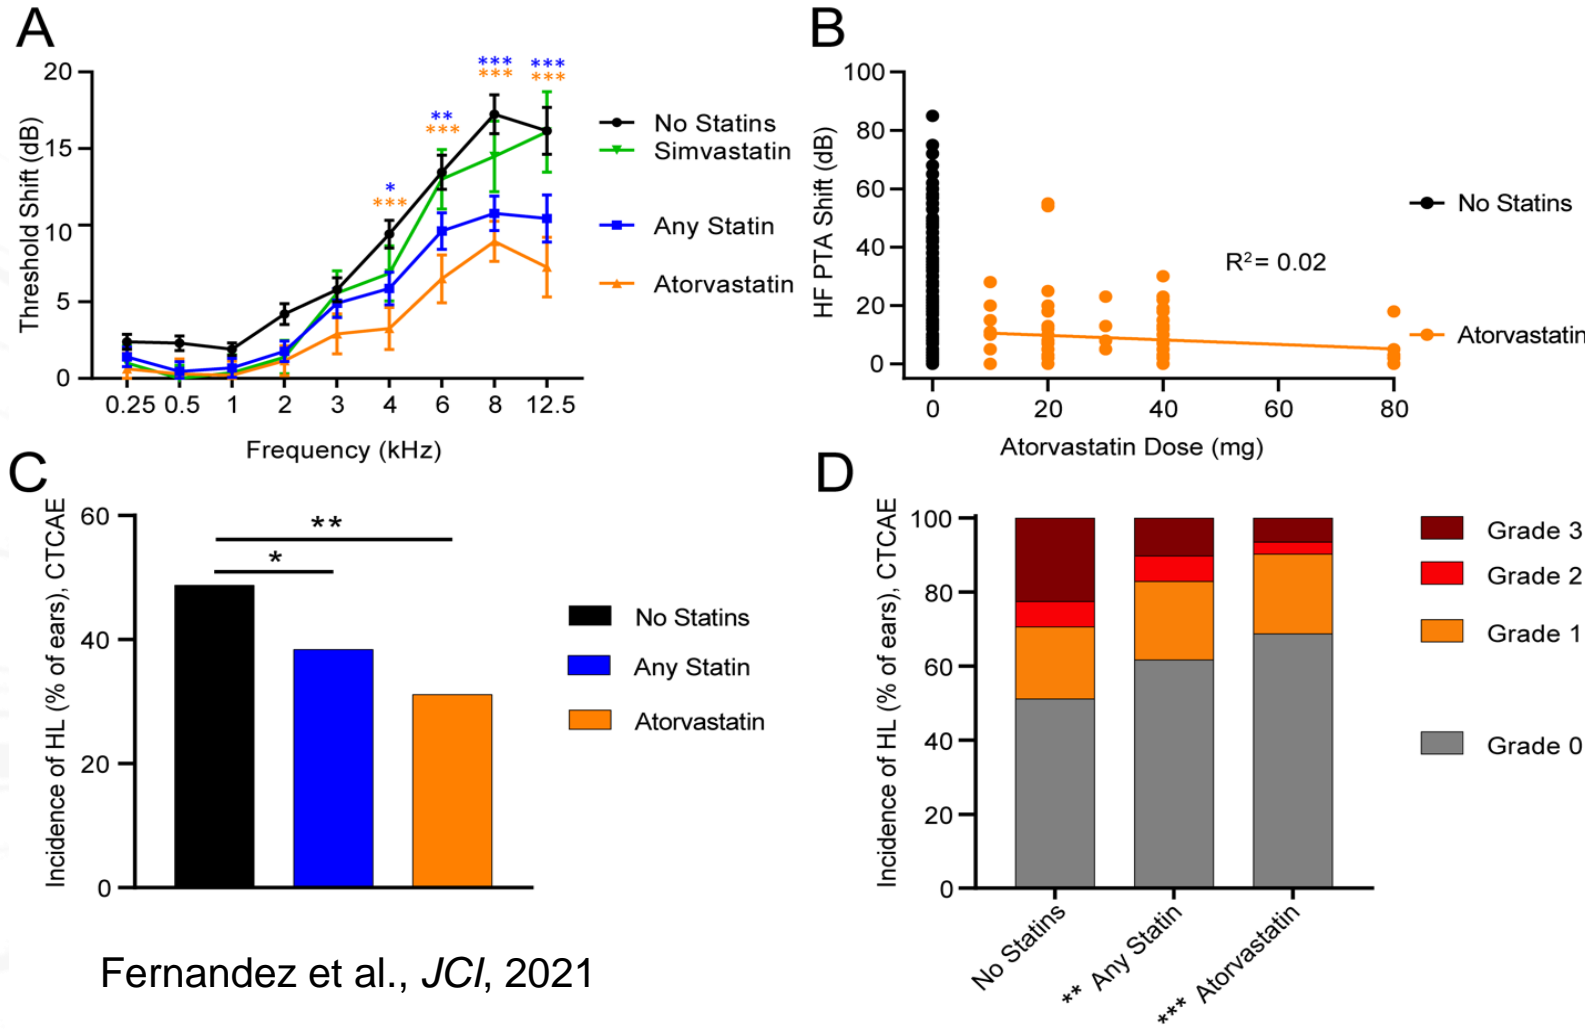 A
Threshold Shift (dB)
20
15
10
5
0
***
***
***
***
**
***
*
***
0.25 0.5 1 2 3 4 6 8 12.5
Frequency (kHz)
No Statins
Simvastatin
Any Statin
Atorvastatin
B
HF PTA Shift (dB)
100
80
60
40
20
0
R²= 0.02
0 20 40 60 80
Atorvastatin Dose (mg)
No Statins
Atorvastatin
C
Incidence of HL (% of ears), CTCAE
60
40
20
0
**
*
No Statins
Any Statin
Atorvastatin
D
Incidence of HL (% of ears), CTCAE
100
80
60
40
20
0
No Statins
** Any Statin
*** Atorvastatin
Grade 3
Grade 2
Grade 1
Grade 0
Fernandez et al., JCI, 2021